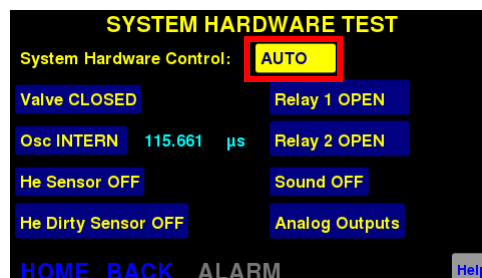 SYSTEM HARDWARE TEST
System Hardware Control: AUTO
Valve CLOSED Relay 1 OPEN
Osc INTERN 115.661 µs Relay 2 OPEN
He Sensor OFF Sound OFF
He Dirty Sensor OFF Analog Outputs
HOME BACK ALARM Help